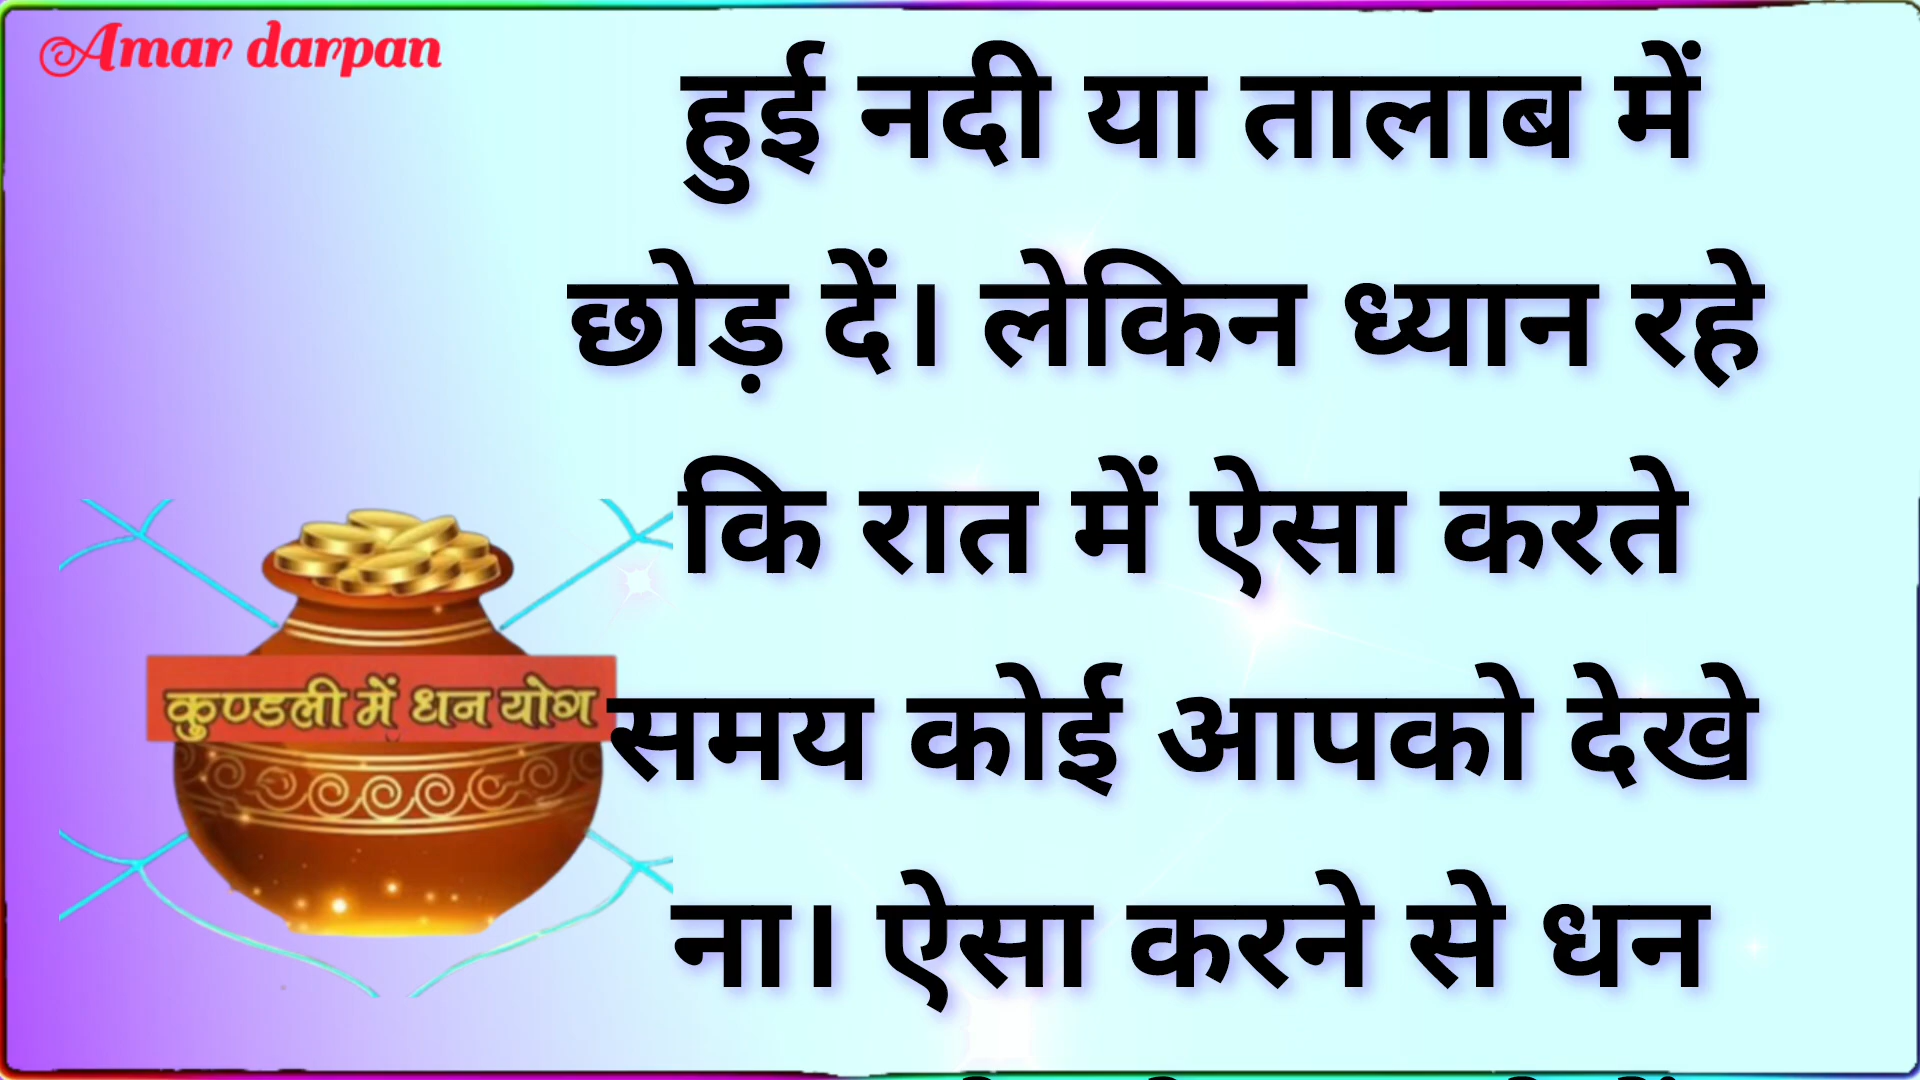 Amar darpan
हुई नदी या तालाब में
छोड़ दें। लेकिन ध्यान रहे
कि रात में ऐसा करते
समय कोई आपको देखे
ना। ऐसा करने से धन
कुण्डली में धन योग